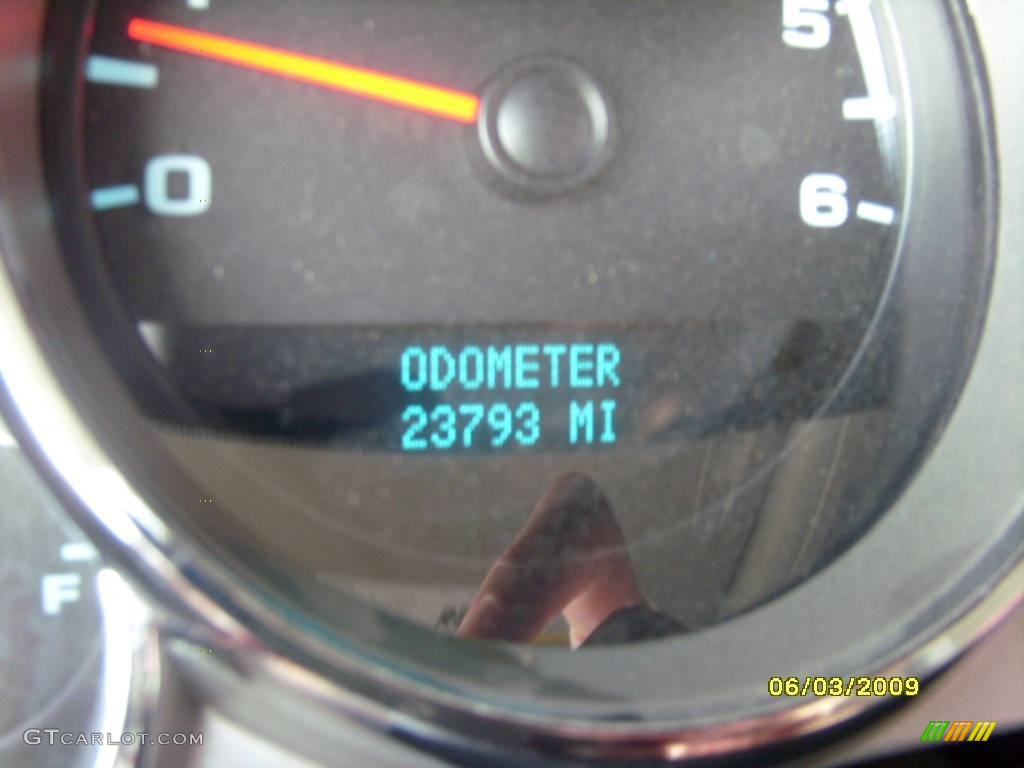 5
0
6
ODOMETER
23793 MI
F
06/03/2009
GTCARLOT.COM